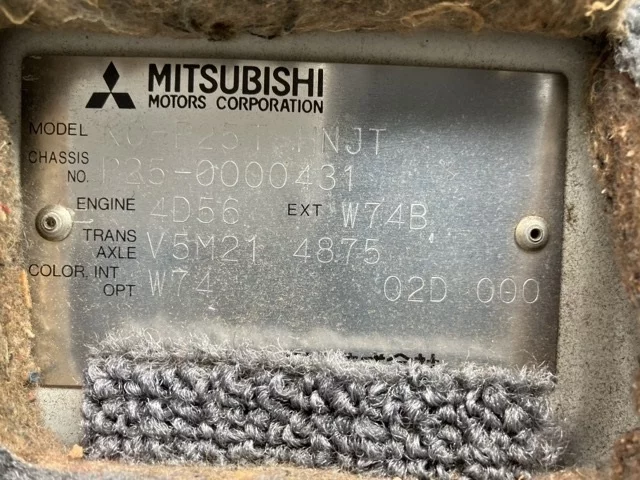 MITSUBISHI
MOTORS CORPORATION
MODEL NJT
CHASSIS
NO. P25-0000431
ENGINE 4D56 EXT W74B
TRANS
AXLE V5M21 4875
COLOR, INT
OPT W74 02D 000